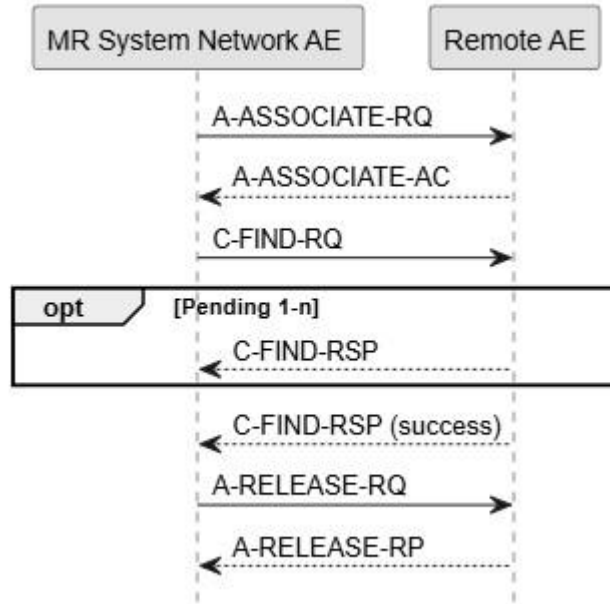 MR System Network AE
Remote AE
A-ASSOCIATE-RQ
A-ASSOCIATE-AC
C-FIND-RQ
opt
[Pending 1-n]
C-FIND-RSP
C-FIND-RSP (success)
A-RELEASE-RQ
A-RELEASE-RP